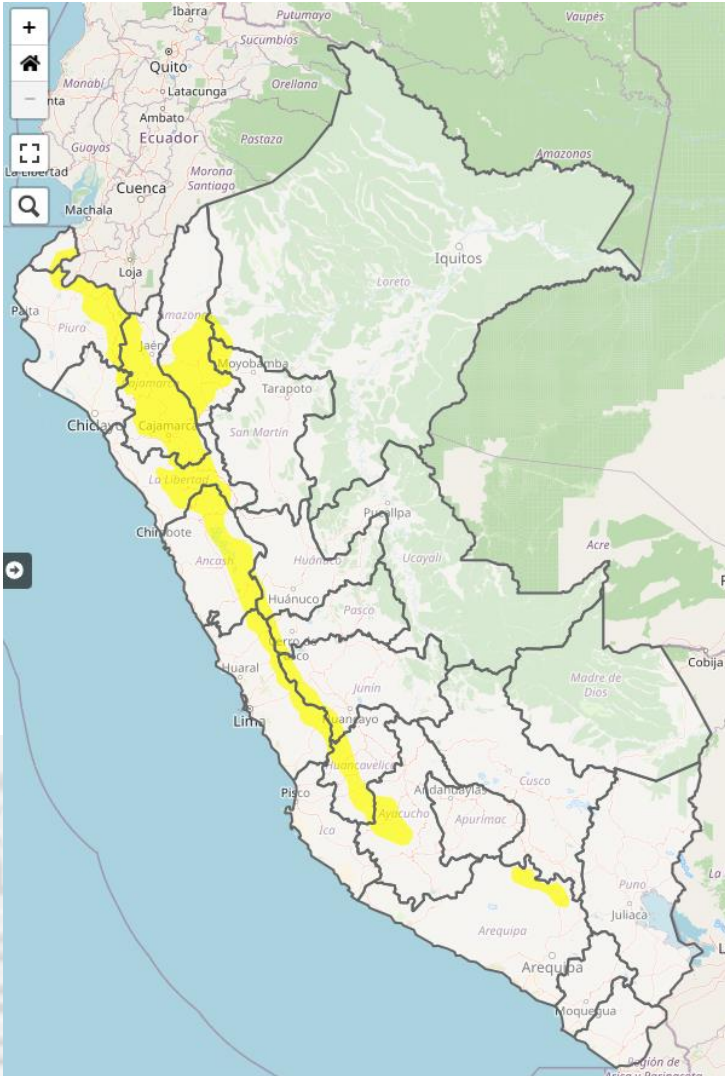 +
−
Ibarra
Putumayo
Vaupés
Sucumbíos
Quito
Manabí
Latacunga
Orellana
Ambato
Guayas
Ecuador
Pastaza
Amazonas
Morona
Santiago
Cuenca
Machala
Loja
Iquitos
Loreto
Paita
Piura
Amazonas
Jaén
Moyobamba
Tarapoto
Cajamarca
Chiclayo
Cajamarca
San Martín
La Libertad
Pucallpa
Chimbote
Ancash
Huánuco
Ucayali
Acre
Huánuco
Pasco
Cerro de
Pasco
Huaral
Junín
Cobija
Madre de
Dios
Lima
Huancayo
Huancavelica
Cusco
Pisco
Andahuaylas
Ica
Ayacucho
Apurímac
Puno
Juliaca
Arequipa
Arequipa
Moquegua
Región de
Arica y Parinacota